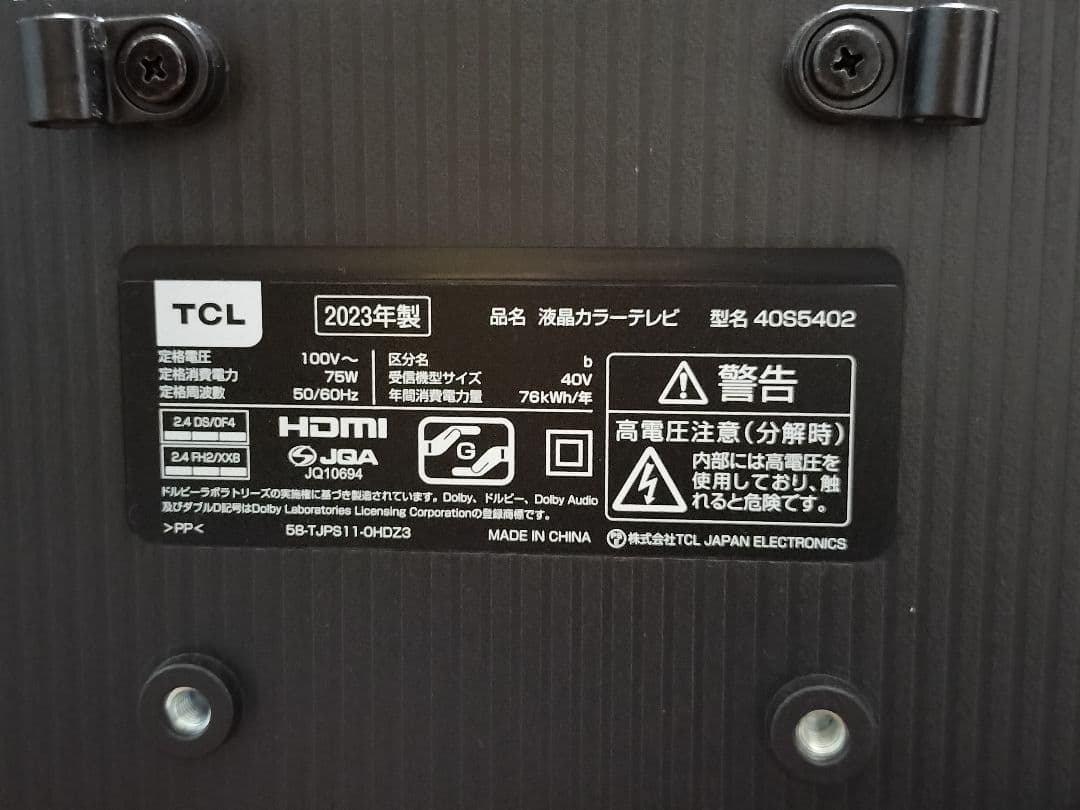 TCL
2023年製
品名 液晶カラーテレビ 型名 40S5402
定格電圧 100V～
定格消費電力 75W
定格周波数 50/60Hz
区分名 b
受信機型サイズ 40V
年間消費電力量 76kWh/年
2.4 DS/OF4
2.4 FH2/XXB
HDMI
JQA
JQ10694
G
警告
高電圧注意(分解時)
内部には高電圧を
使用しており、触
れると危険です。
ドルビーラボラトリーズの実施権に基づき製造されています。Dolby、ドルビー、Dolby Audio
及びダブルD記号はDolby Laboratories Licensing Corporationの登録商標です。
>PP<
58-TJPS11-0HDZ3
MADE IN CHINA
株式会社TCL JAPAN ELECTRONICS